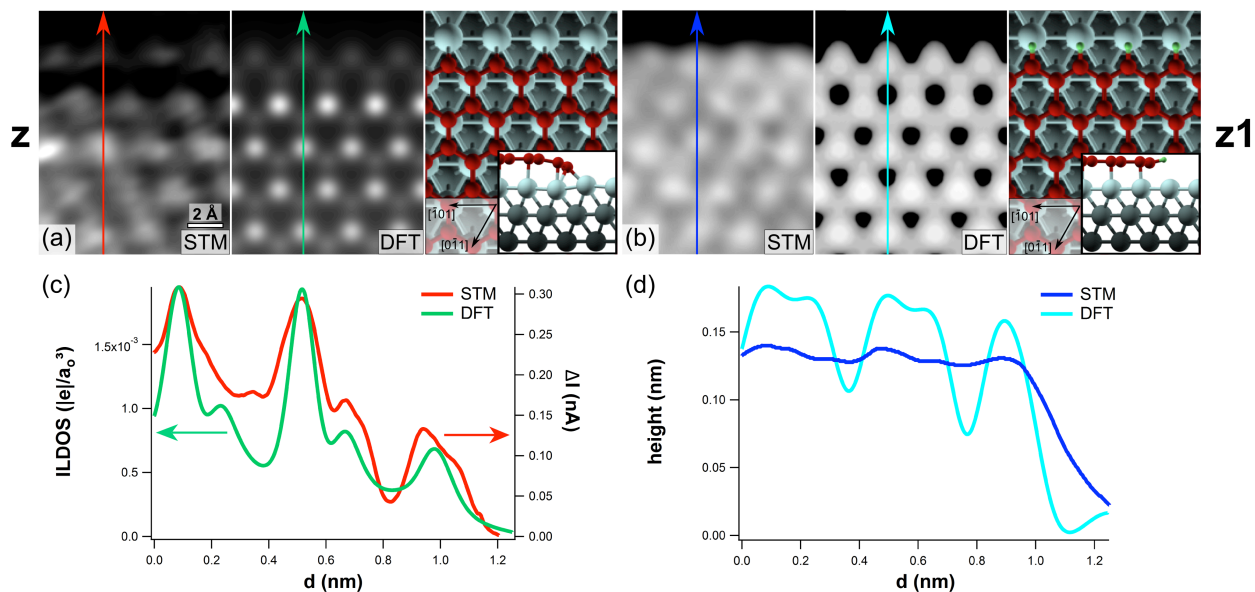 z
z1
2 Å
(a)
STM
DFT
[1̄01]
[01̄1]
(b)
STM
DFT
[1̄01]
[01̄1]
(c)
STM
DFT
0.30
0.25
0.20
0.15
0.10
0.05
0.00
ΔI (nA)
1.5x10⁻³
1.0
0.5
0.0
ILDOS (|e|/aₒ³)
0.0 0.2 0.4 0.6 0.8 1.0 1.2
d (nm)
(d)
STM
DFT
0.15
0.10
0.05
0.00
height (nm)
0.0 0.2 0.4 0.6 0.8 1.0 1.2
d (nm)